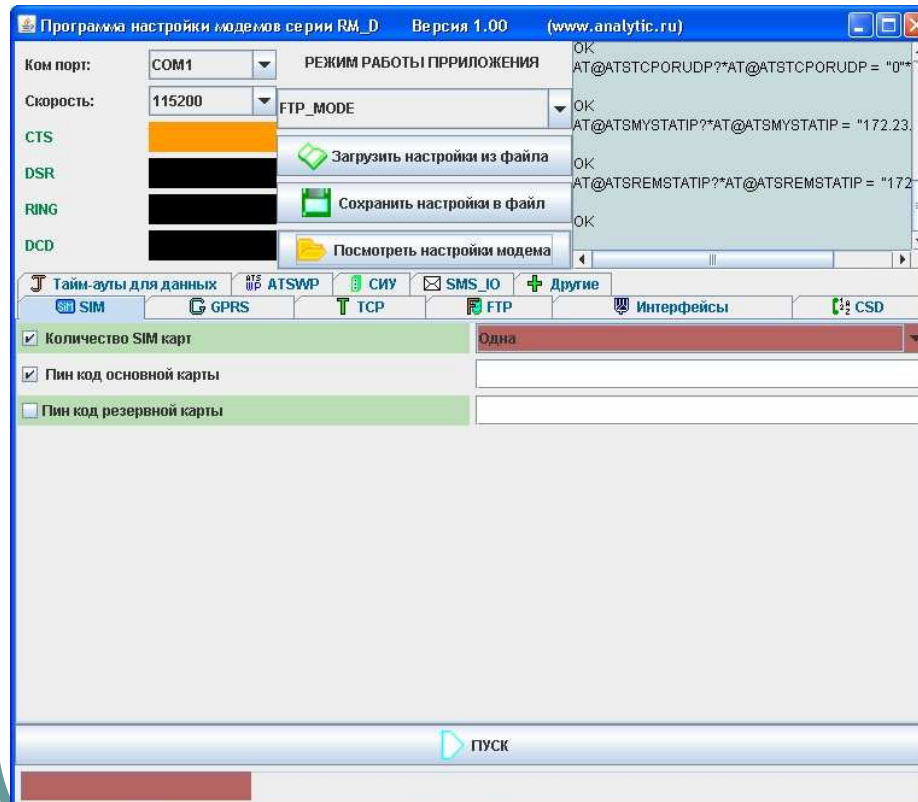 Программа настройки модемов серии RM_D Версия 1.00 (www.analytic.ru)
Ком порт:
COM1
РЕЖИМ РАБОТЫ ПРРИЛОЖЕНИЯ
Скорость:
115200
FTP_MODE
CTS
Загрузить настройки из файла
DSR
RING
Сохранить настройки в файл
DCD
Посмотреть настройки модема
OK
AT@ATSTCPORUDP?*AT@ATSTCPORUDP = "0"*
OK
AT@ATSMYSTATIP?*AT@ATSMYSTATIP = "172.23.
OK
AT@ATSREMSTATIP?*AT@ATSREMSTATIP = "172
OK
Тайм-ауты для данных
ATS WP
ATSWP
СИУ
SMS_IO
Другие
SIM
SIM
GPRS
TCP
FTP
Интерфейсы
CSD
Количество SIM карт
Одна
Пин код основной карты
Пин код резервной карты
ПУСК